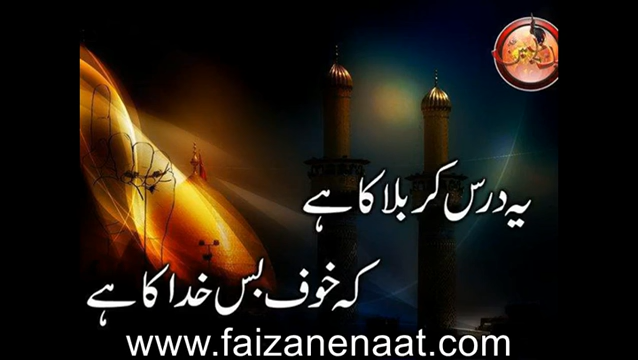 یہ درس کربلا کا ہے
کہ خوف بس خدا کا ہے
www.faizanenaat.com